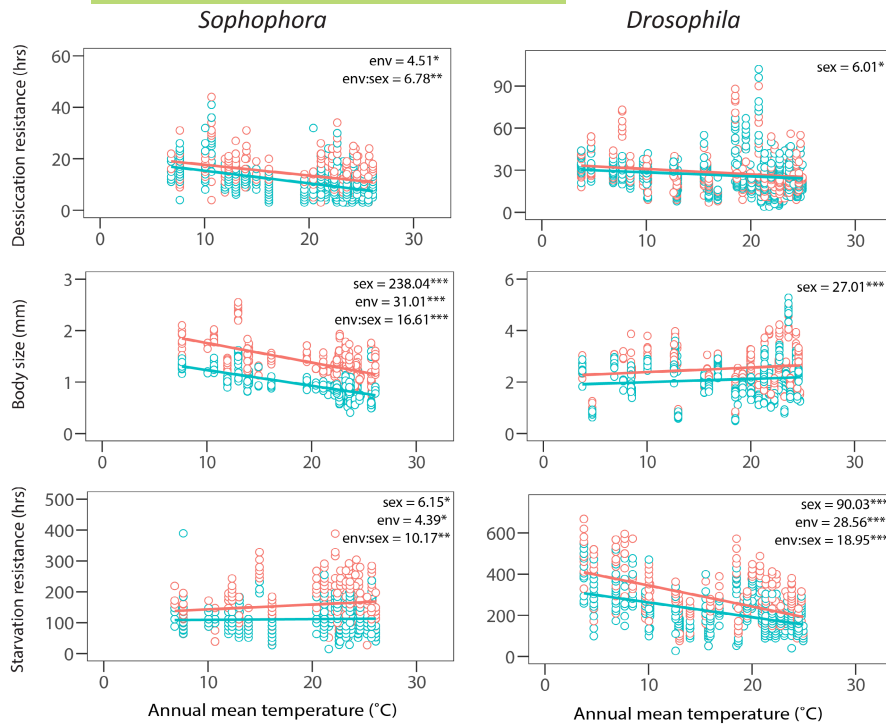 Sophophora
Drosophila
Dessiccation resistance (hrs)
60
40
20
0
env = 4.51*
env:sex = 6.78**
0
10
20
30
90
60
30
0
sex = 6.01*
0
10
20
30
Body size (mm)
3
2
1
0
sex = 238.04***
env = 31.01***
env:sex = 16.61***
0
10
20
30
6
4
2
0
sex = 27.01***
0
10
20
30
Starvation resistance (hrs)
500
400
300
200
100
0
sex = 6.15*
env = 4.39*
env:sex = 10.17**
0
10
20
30
Annual mean temperature (˚C)
600
400
200
0
sex = 90.03***
env = 28.56***
env:sex = 18.95***
0
10
20
30
Annual mean temperature (˚C)